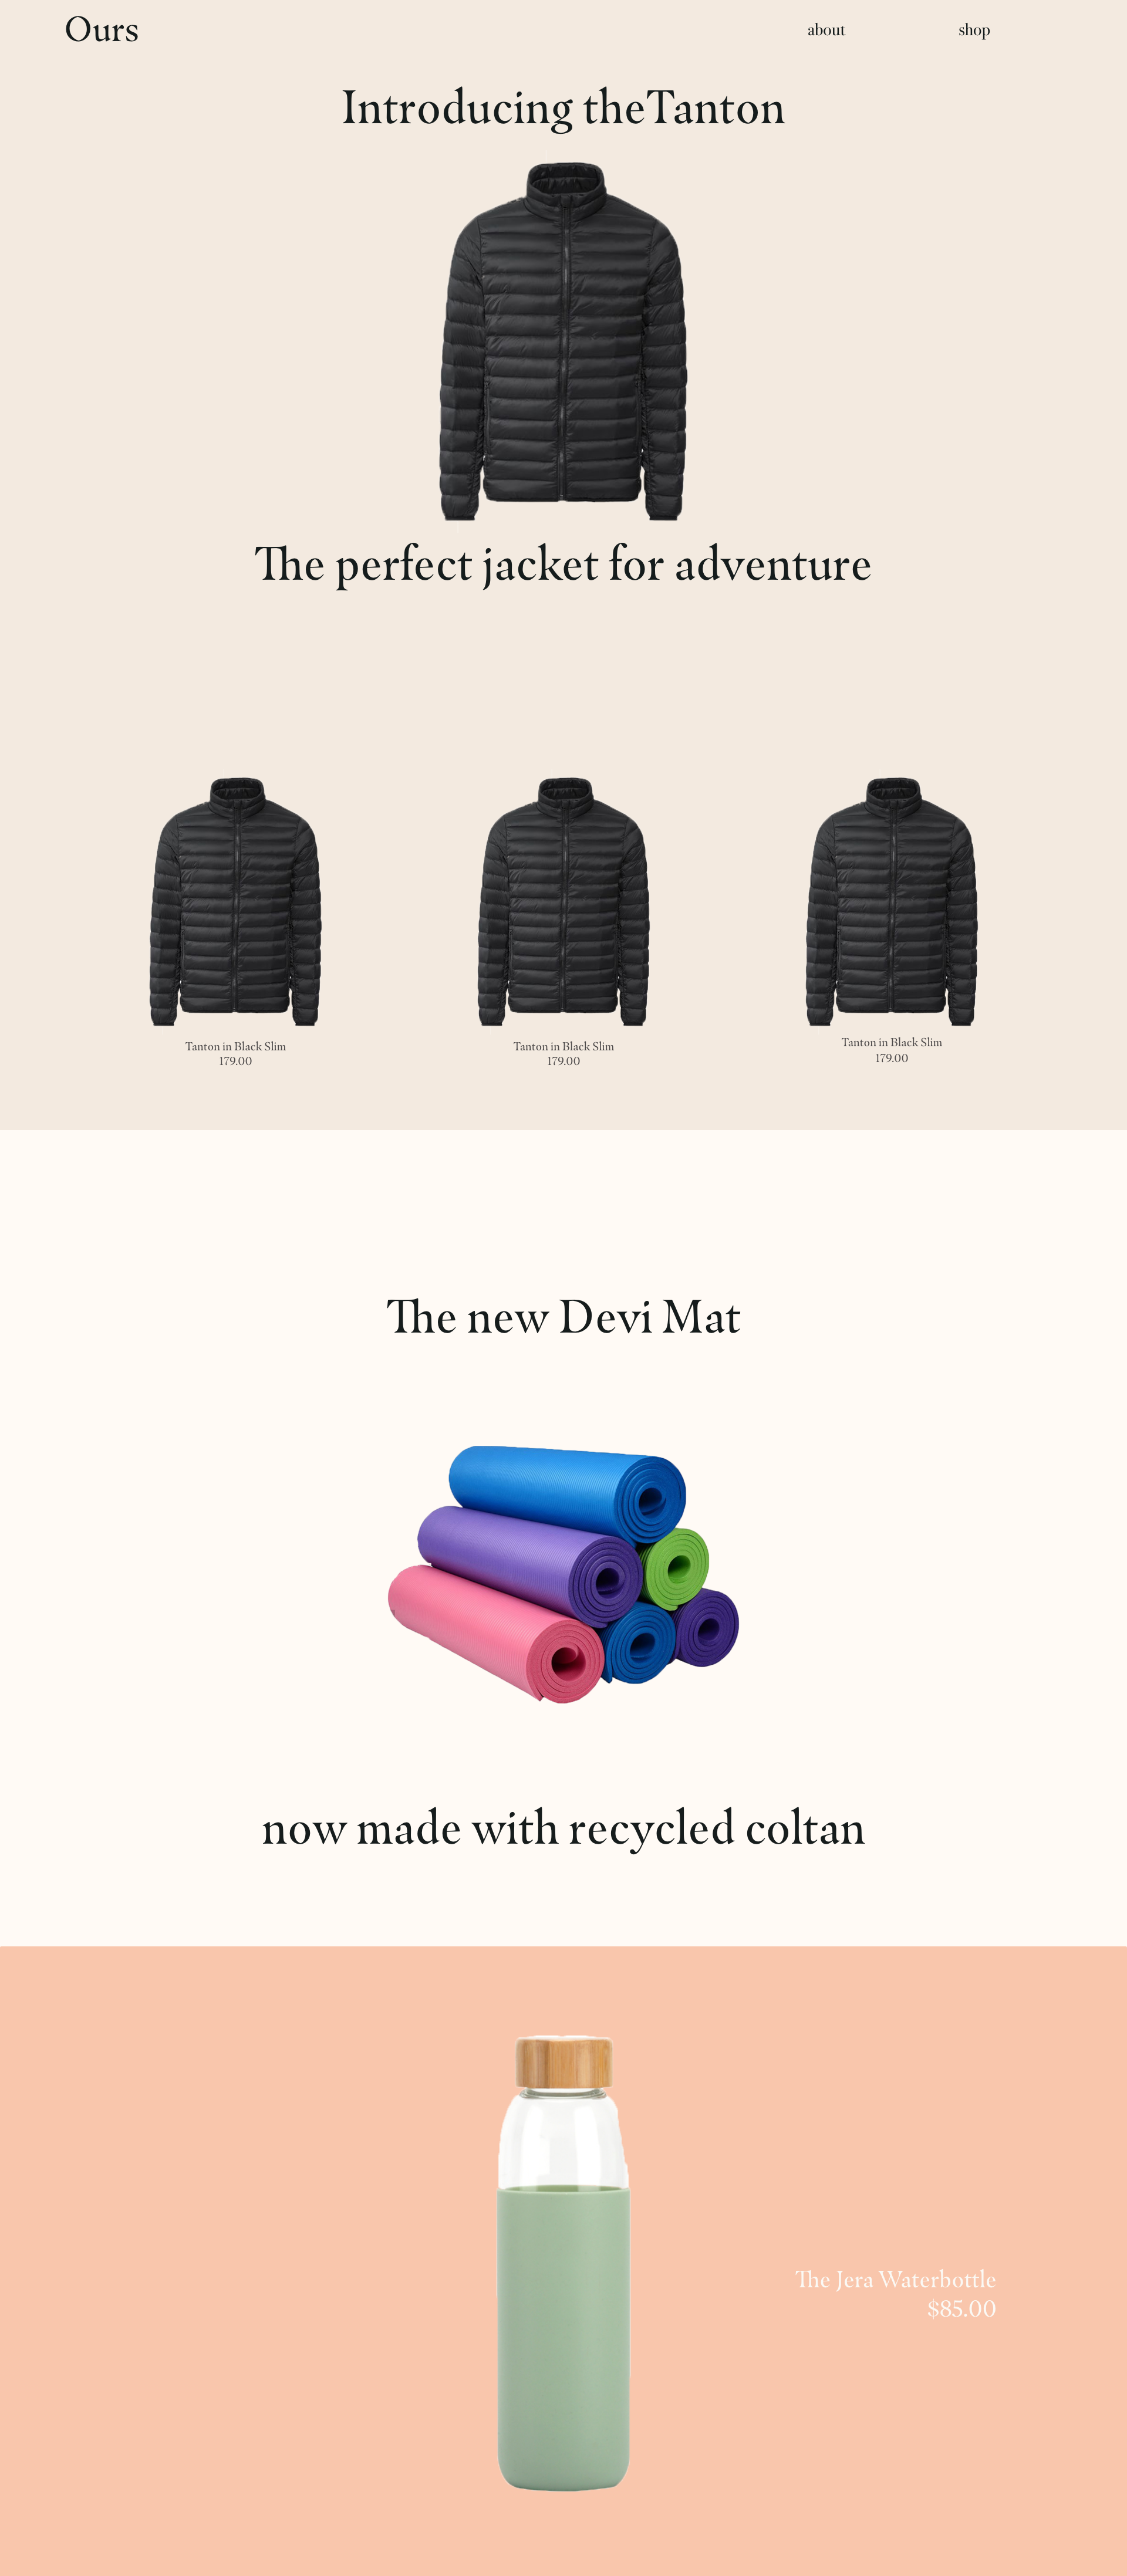 Ours
about
shop
Introducing theTanton
The perfect jacket for adventure
Tanton in Black Slim
179.00
Tanton in Black Slim
179.00
Tanton in Black Slim
179.00
The new Devi Mat
now made with recycled coltan
The Jera Waterbottle
$85.00